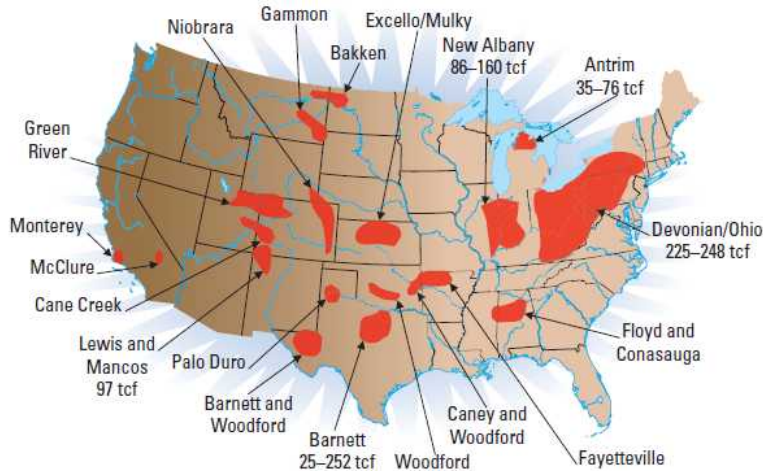 Gammon
Excello/Mulky
Niobrara
New Albany
86–160 tcf
Bakken
Antrim
35–76 tcf
Green
River
Monterey
Devonian/Ohio
225–248 tcf
McClure
Cane Creek
Lewis and
Mancos
97 tcf
Palo Duro
Floyd and
Conasauga
Barnett and
Woodford
Caney and
Woodford
Barnett
25–252 tcf
Woodford
Fayetteville